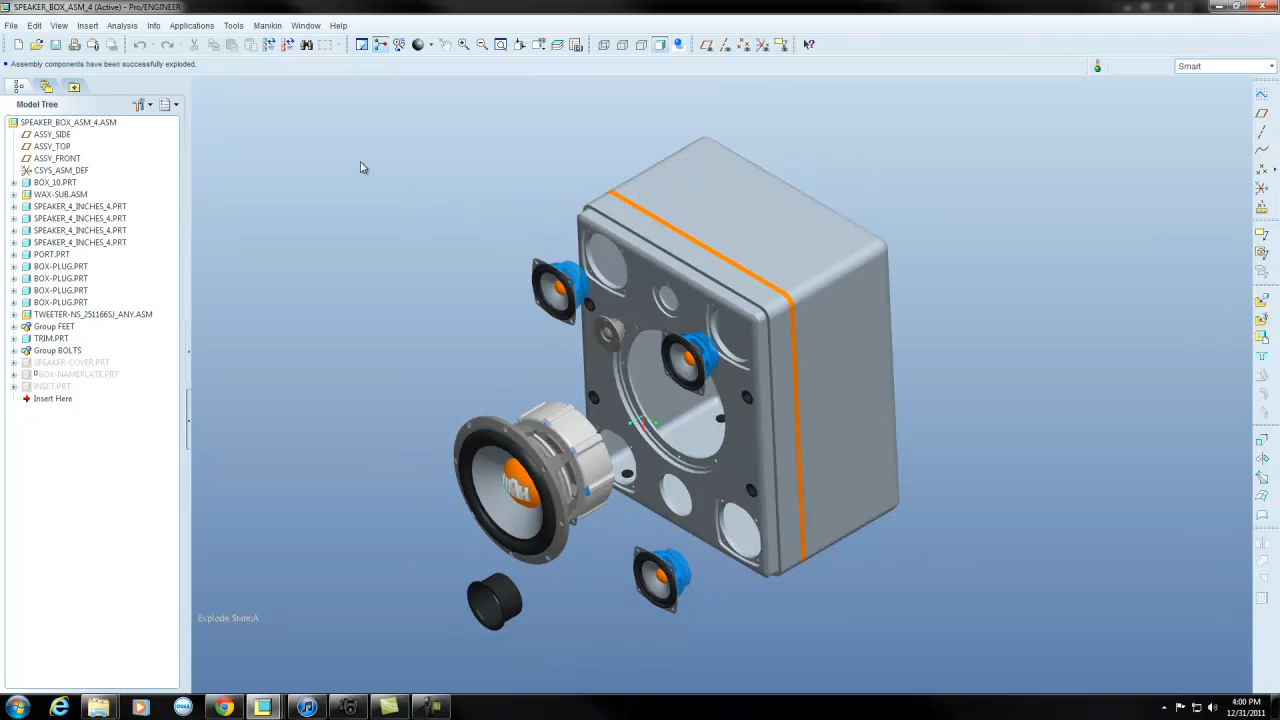 SPEAKER_BOX_ASM_4 (Active) - Pro/ENGINEER
File Edit View Insert Analysis Info Applications Tools Manikin Window Help
Assembly components have been successfully exploded.
Smart
Model Tree
SPEAKER_BOX_ASM_4.ASM
ASSY_SIDE
ASSY_TOP
ASSY_FRONT
CSYS_ASM_DEF
BOX_10.PRT
WAX-SUB.ASM
SPEAKER_4_INCHES_4.PRT
SPEAKER_4_INCHES_4.PRT
SPEAKER_4_INCHES_4.PRT
SPEAKER_4_INCHES_4.PRT
PORT.PRT
BOX-PLUG.PRT
BOX-PLUG.PRT
BOX-PLUG.PRT
BOX-PLUG.PRT
TWEETER-NS_251166SJ_ANY.ASM
Group FEET
TRIM.PRT
Group BOLTS
SPEAKER-COVER.PRT
BOX-NAMEPLATE.PRT
INSET.PRT
Insert Here
Explode State:A
4:00 PM
12/31/2011